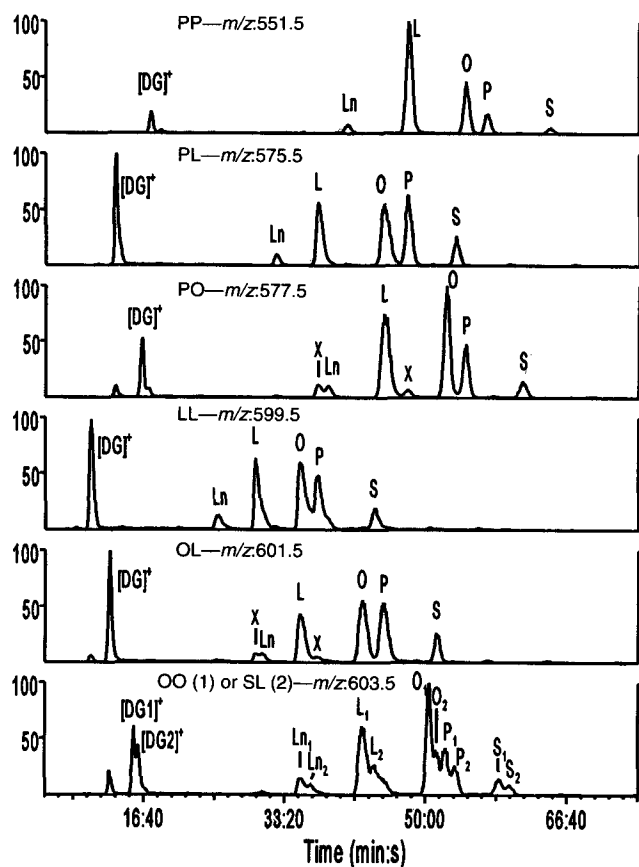 PP—m/z:551.5
100
50
[DG]⁺
Ln
L
O
P
S
PL—m/z:575.5
100
50
[DG]⁺
Ln
L
O
P
S
PO—m/z:577.5
100
50
[DG]⁺
X
Ln
L
X
O
P
S
LL—m/z:599.5
100
50
[DG]⁺
Ln
L
O
P
S
OL—m/z:601.5
100
50
[DG]⁺
X
Ln
L
X
O
P
S
OO (1) or SL (2)—m/z:603.5
100
50
[DG1]⁺
[DG2]⁺
Ln₁
Ln₂
L₁
L₂
O₁
O₂
P₁
P₂
S₁
S₂
16:40 33:20 50:00 66:40
Time (min:s)